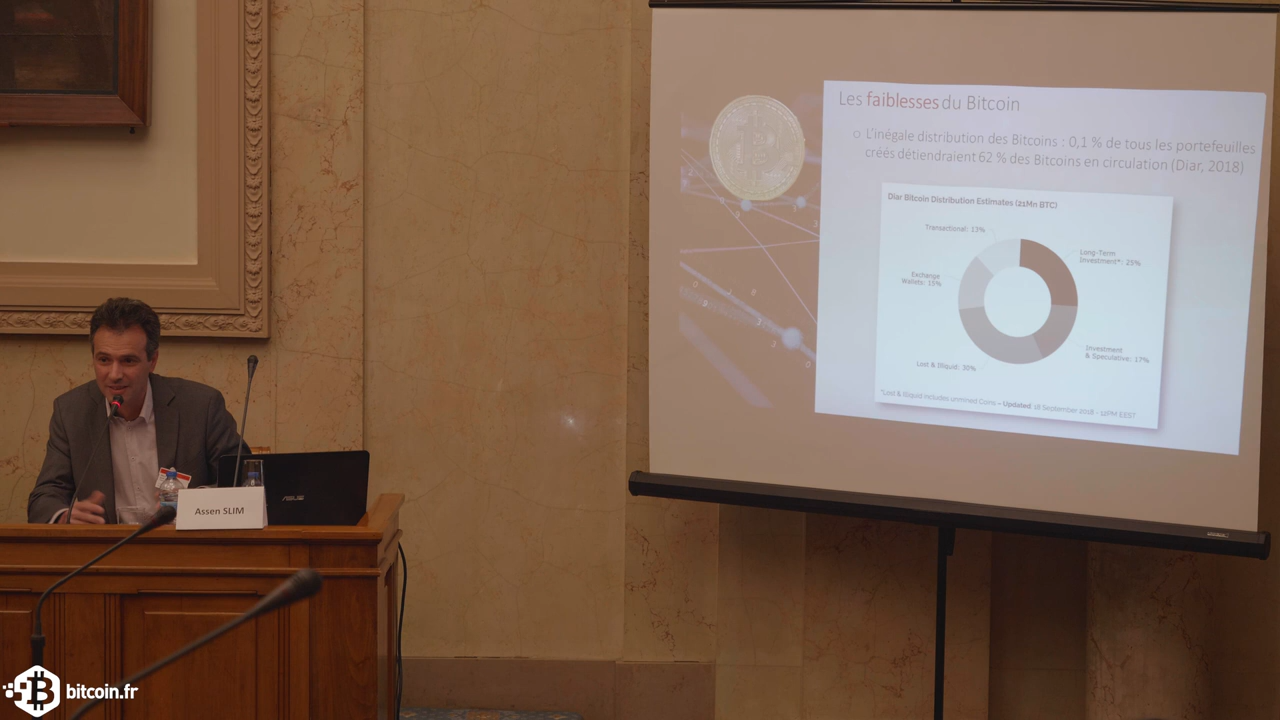 Les faiblesses du Bitcoin
L'inégale distribution des Bitcoins : 0,1 % de tous les portefeuilles
créés détiendraient 62 % des Bitcoins en circulation (Diar, 2018)
Diar Bitcoin Distribution Estimates (21Mn BTC)
Transactional: 13%
Long-Term
Investment*: 25%
Exchange
Wallets: 15%
Investment
& Speculative: 17%
Lost & Illiquid: 30%
*Lost & Illiquid includes unmined Coins – Updated: 18 September 2018 - 12PM EEST
ASUS
Assen SLIM
bitcoin.fr